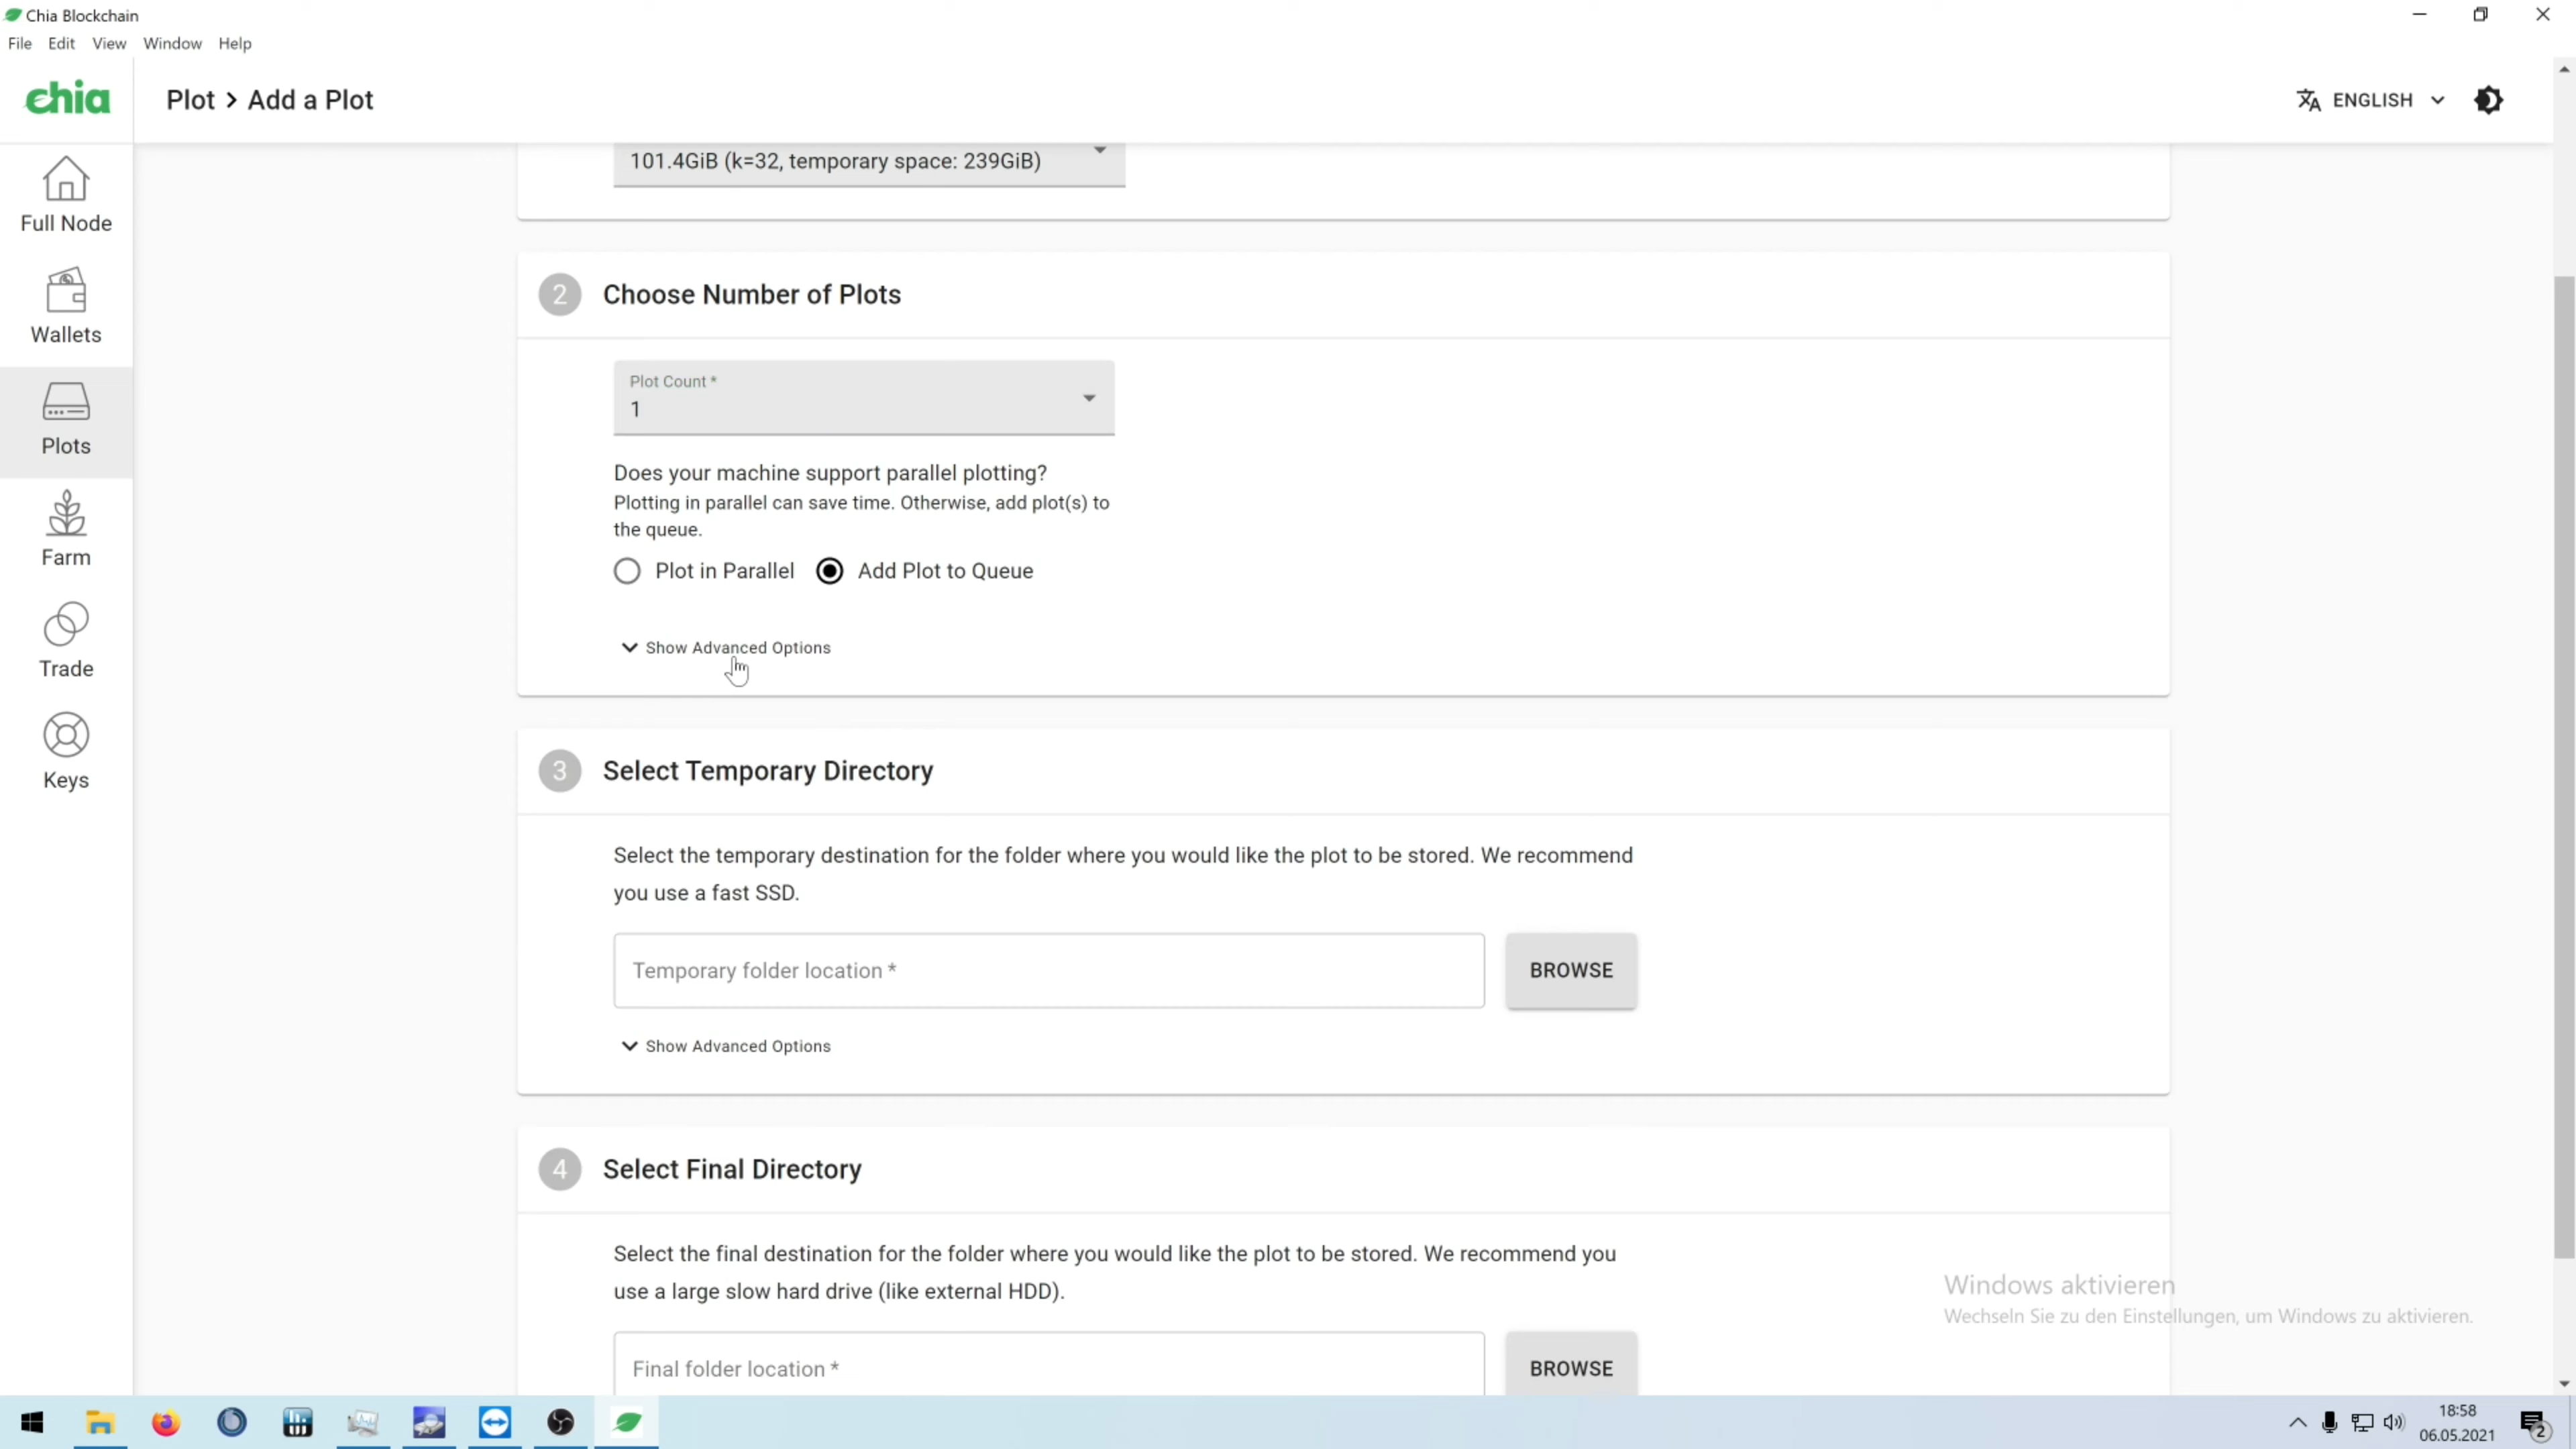 Chia Blockchain
File Edit View Window Help
chia
Plot > Add a Plot
ENGLISH
Full Node
Wallets
Plots
Farm
Trade
Keys
101.4GiB (k=32, temporary space: 239GiB)
2 Choose Number of Plots
Plot Count *
1
Does your machine support parallel plotting?
Plotting in parallel can save time. Otherwise, add plot(s) to
the queue.
Plot in Parallel Add Plot to Queue
Show Advanced Options
3 Select Temporary Directory
Select the temporary destination for the folder where you would like the plot to be stored. We recommend
you use a fast SSD.
Temporary folder location * BROWSE
Show Advanced Options
4 Select Final Directory
Select the final destination for the folder where you would like the plot to be stored. We recommend you
use a large slow hard drive (like external HDD).
Final folder location * BROWSE
Windows aktivieren
Wechseln Sie zu den Einstellungen, um Windows zu aktivieren.
18:58
06.05.2021
2